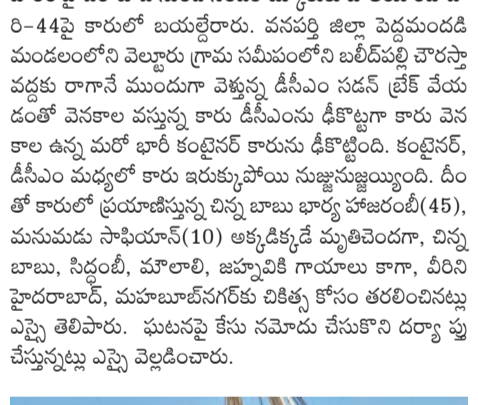 రి-44పై కారులో బయల్దేరారు. వనపర్తి జిల్లా పెద్దమందడి
మండలంలోని వెల్టూరు గ్రామ సమీపంలోని బలీద్‌పల్లి చౌరస్తా
వద్దకు రాగానే ముందుగా వెళ్తున్న డీసీఎం సడన్ బ్రేక్ వేయ
డంతో వెనకాల వస్తున్న కారు డీసీఎంను ఢీకొట్టగా కారు వెన
కాల ఉన్న మరో భారీ కంటైనర్ కారును ఢీకొట్టింది. కంటైనర్,
డీసీఎం మధ్యలో కారు ఇరుక్కుపోయి నుజ్జునుజ్జయ్యింది. దీం
తో కారులో ప్రయాణిస్తున్న చిన్న బాబు భార్య హాజరంబీ(45),
మనుమడు సాఫియాన్(10) అక్కడిక్కడే మృతిచెందగా, చిన్న
బాబు, సిద్ధంబీ, మౌలాలి, జహ్నవికి గాయాలు కాగా, వీరిని
హైదరాబాద్, మహబూబ్‌నగర్‌కు చికిత్స కోసం తరలించినట్లు
ఎస్సై తెలిపారు. ఘటనపై కేసు నమోదు చేసుకొని దర్యా ప్తు
చేస్తున్నట్లు ఎస్సై వెల్లడించారు.